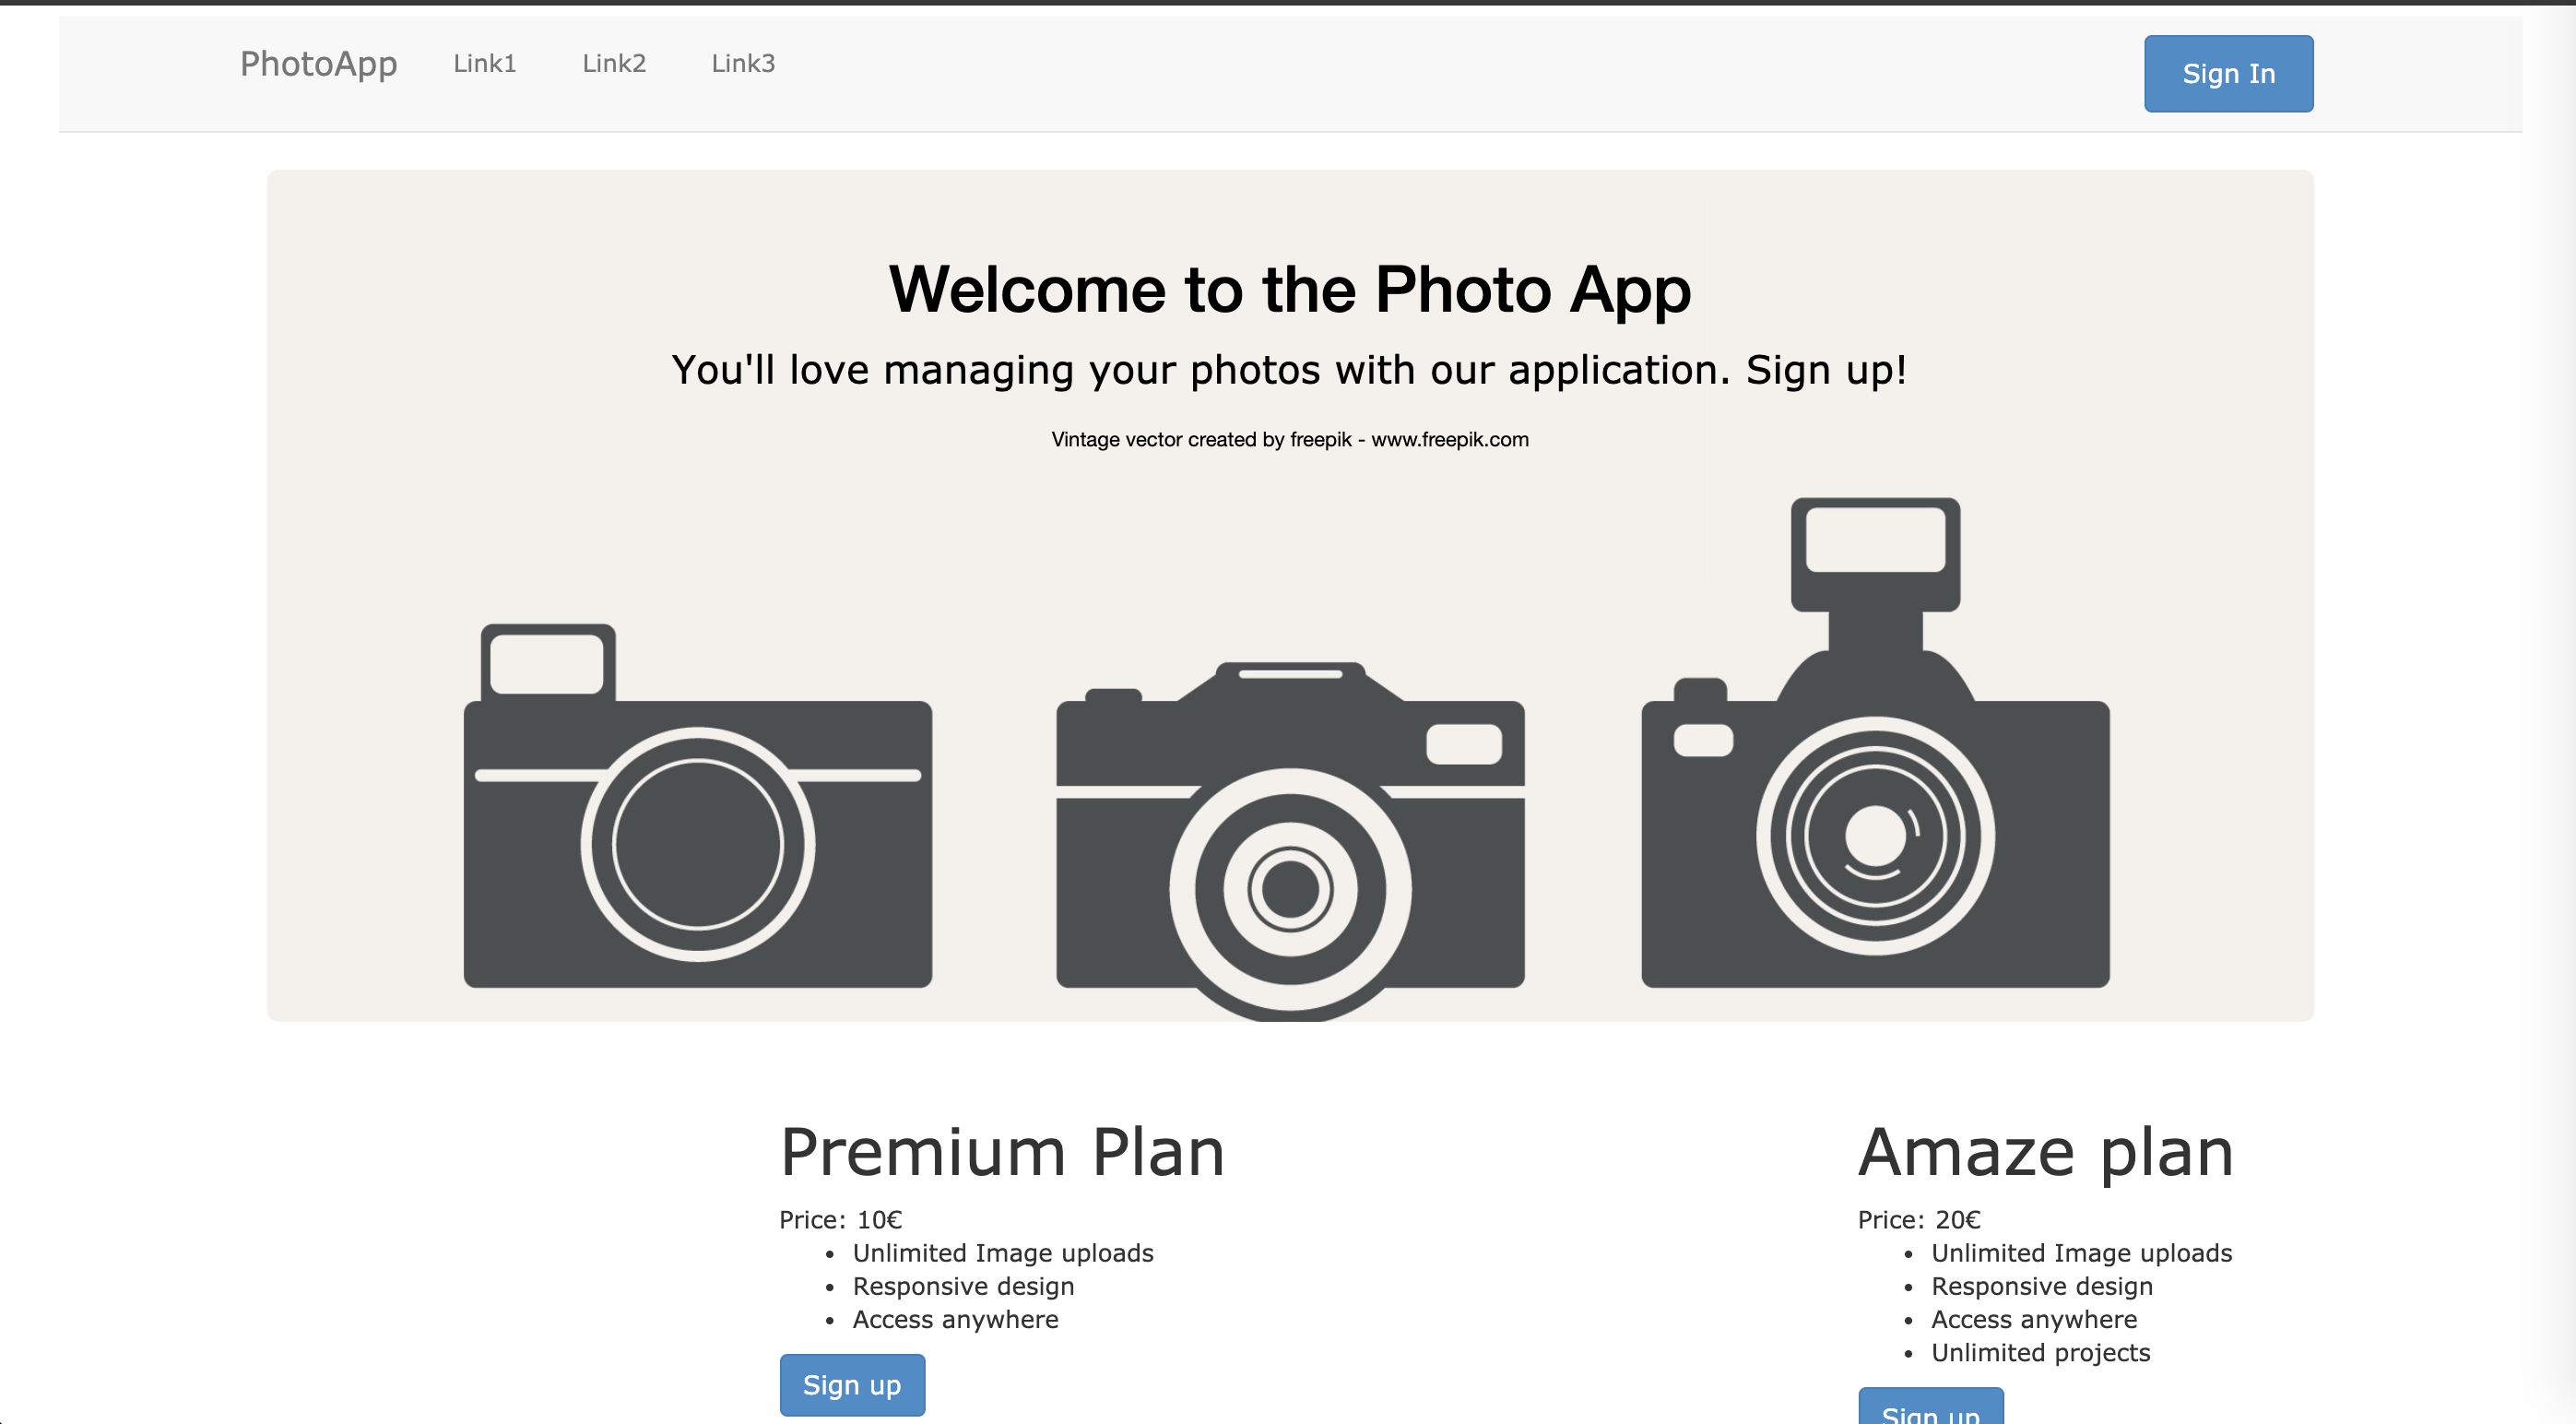 PhotoApp Link1 Link2 Link3 Sign In
Welcome to the Photo App
You'll love managing your photos with our application. Sign up!
Vintage vector created by freepik - www.freepik.com
Premium Plan
Price: 10€
• Unlimited Image uploads
• Responsive design
• Access anywhere
Sign up
Amaze plan
Price: 20€
• Unlimited Image uploads
• Responsive design
• Access anywhere
• Unlimited projects
Sign up